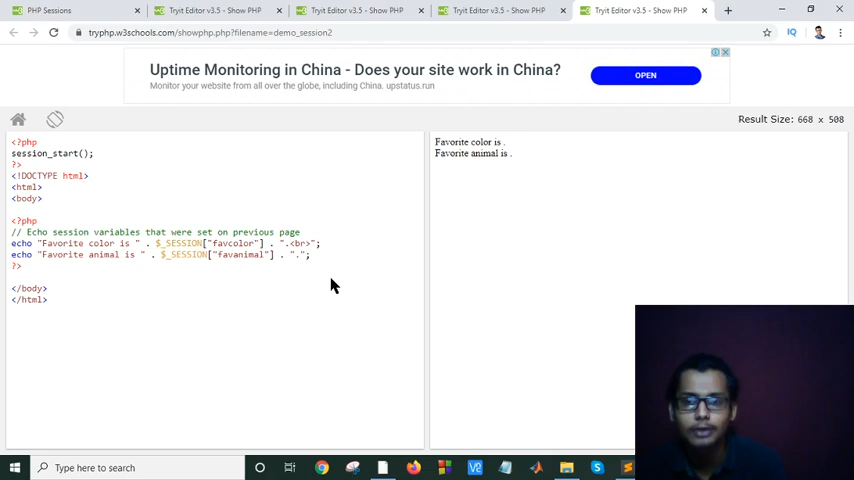 PHP Sessions
Tryit Editor v3.5 - Show PHP
Tryit Editor v3.5 - Show PHP
Tryit Editor v3.5 - Show PHP
Tryit Editor v3.5 - Show PHP
tryphp.w3schools.com/showphp.php?filename=demo_session2
IQ
Uptime Monitoring in China - Does your site work in China?
Monitor your website from all over the globe, including China. upstatus.run
OPEN
Result Size: 668 x 508
<?php
session_start();
?>
<!DOCTYPE html>
<html>
<body>
<?php
// Echo session variables that were set on previous page
echo "Favorite color is " . $_SESSION["favcolor"] . ".<br>";
echo "Favorite animal is " . $_SESSION["favanimal"] . ".";
?>
</body>
</html>
Favorite color is .
Favorite animal is .
Type here to search